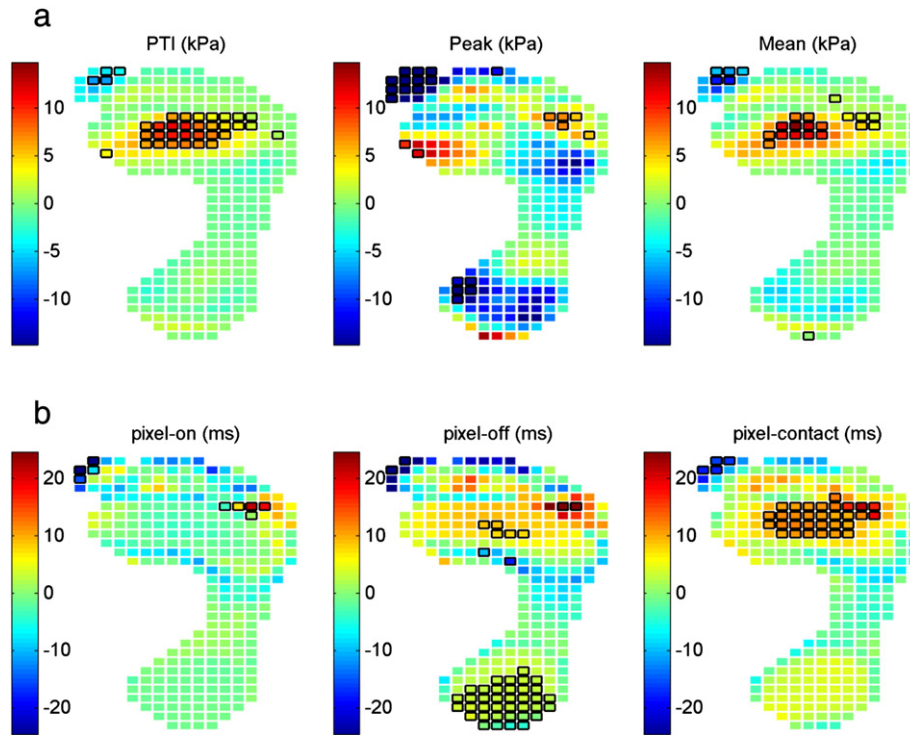 a
PTI (kPa) Peak (kPa) Mean (kPa)
10 10 10
5 5 5
0 0 0
-5 -5 -5
-10 -10 -10
b
pixel-on (ms) pixel-off (ms) pixel-contact (ms)
20 20 20
10 10 10
0 0 0
-10 -10 -10
-20 -20 -20